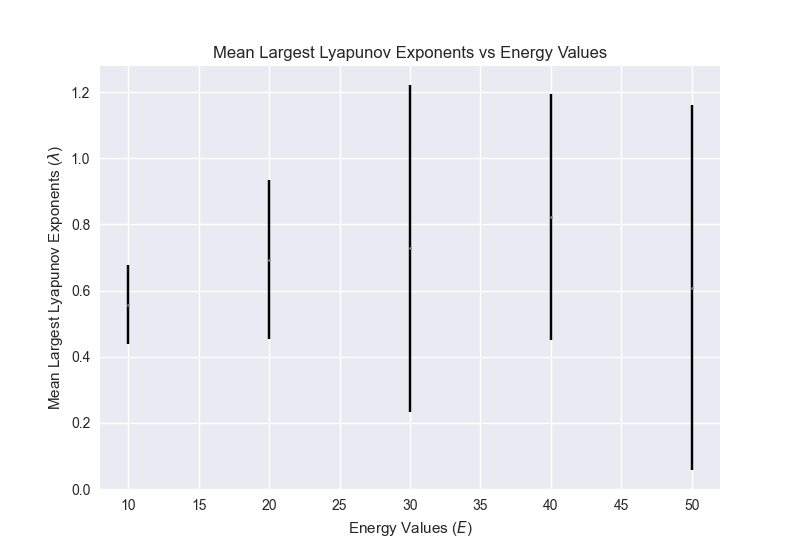 Mean Largest Lyapunov Exponents vs Energy Values
Mean Largest Lyapunov Exponents (λ)
1.2
1.0
0.8
0.6
0.4
0.2
0.0
10 15 20 25 30 35 40 45 50
Energy Values (E)